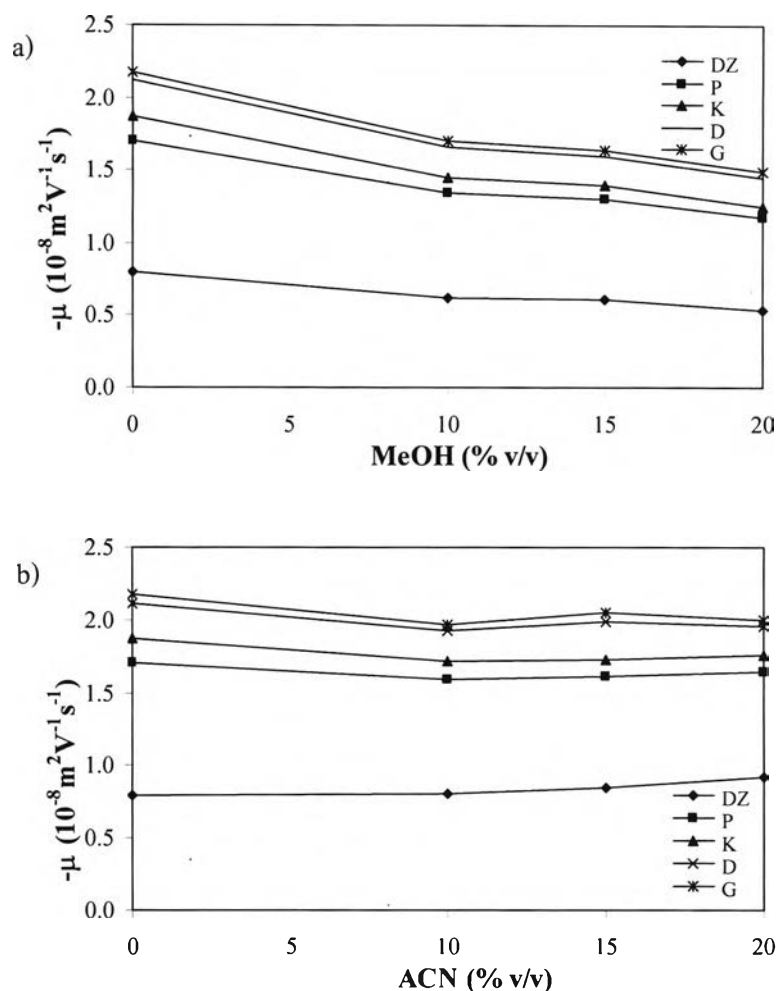 a)
2.5
2.0
1.5
1.0
0.5
0.0
-μ (10⁻⁸m²V⁻¹s⁻¹)
DZ
P
K
D
G
0 5 10 15 20
MeOH (% v/v)
b)
2.5
2.0
1.5
1.0
0.5
0.0
-μ (10⁻⁸m²V⁻¹s⁻¹)
DZ
P
K
D
G
0 5 10 15 20
ACN (% v/v)